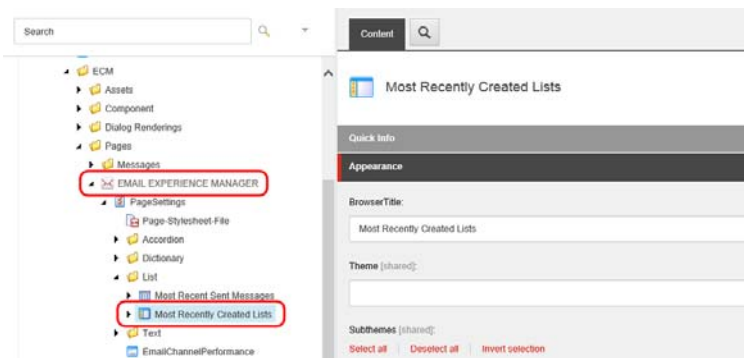 Search
ECM
Assets
Component
Dialog Renderings
Pages
Messages
EMAIL EXPERIENCE MANAGER
PageSettings
Page-Stylesheet-File
Accordion
Dictionary
List
Most Recent Sent Messages
Most Recently Created Lists
Text
EmailChannelPerformance
Content
Most Recently Created Lists
Quick Info
Appearance
BrowserTitle:
Most Recently Created Lists
Theme [shared]:
Subthemes [shared]:
Select all | Deselect all | Invert selection